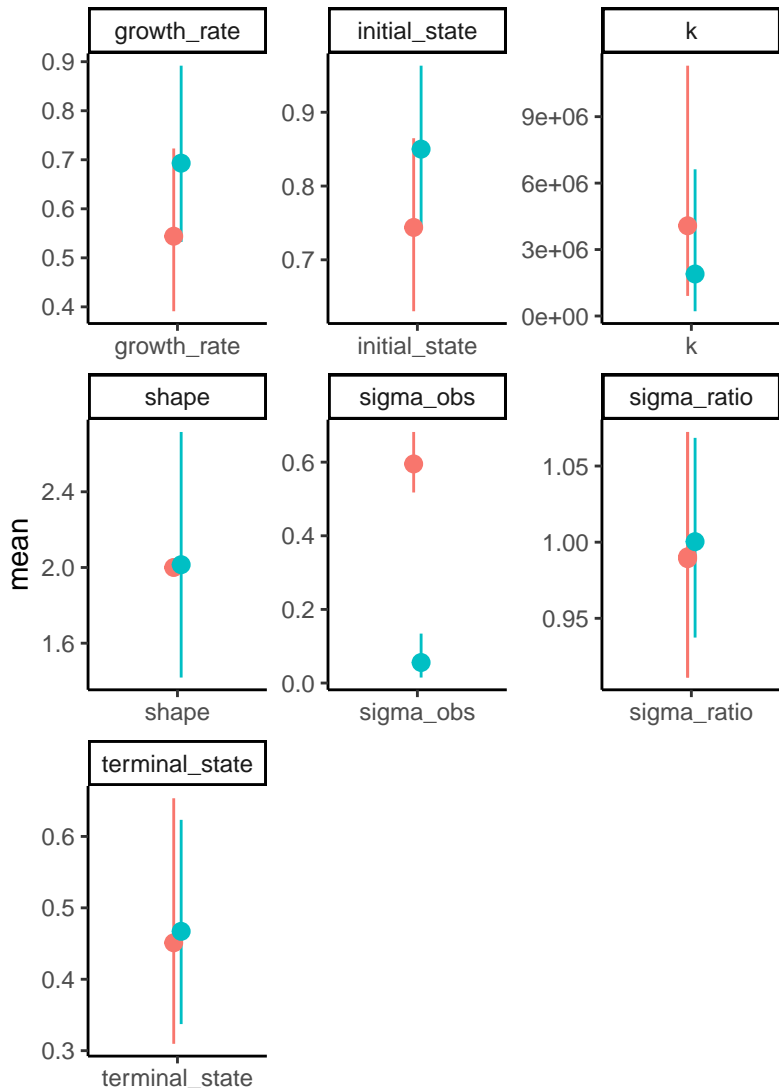 growth_rate
initial_state
k
0.9
0.8
0.7
0.6
0.5
0.4
0.9
0.8
0.7
9e+06
6e+06
3e+06
0e+00
growth_rate
initial_state
k
shape
sigma_obs
sigma_ratio
mean
2.4
2.0
1.6
0.6
0.4
0.2
0.0
1.05
1.00
0.95
shape
sigma_obs
sigma_ratio
terminal_state
0.6
0.5
0.4
0.3
terminal_state